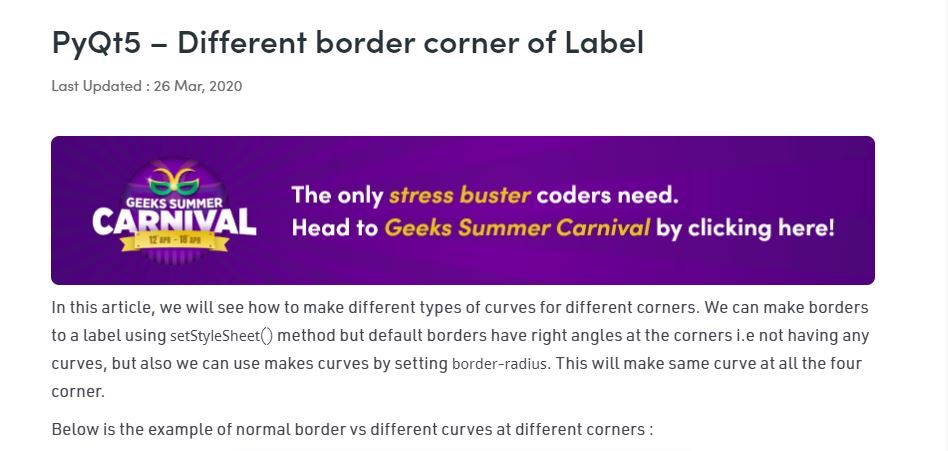 PyQt5 – Different border corner of Label
Last Updated : 26 Mar, 2020
GEEKS SUMMER
CARNIVAL
12 APR - 18 APR
The only stress buster coders need.
Head to Geeks Summer Carnival by clicking here!
In this article, we will see how to make different types of curves for different corners. We can make borders
to a label using setStyleSheet() method but default borders have right angles at the corners i.e not having any
curves, but also we can use makes curves by setting border-radius. This will make same curve at all the four
corner.
Below is the example of normal border vs different curves at different corners :